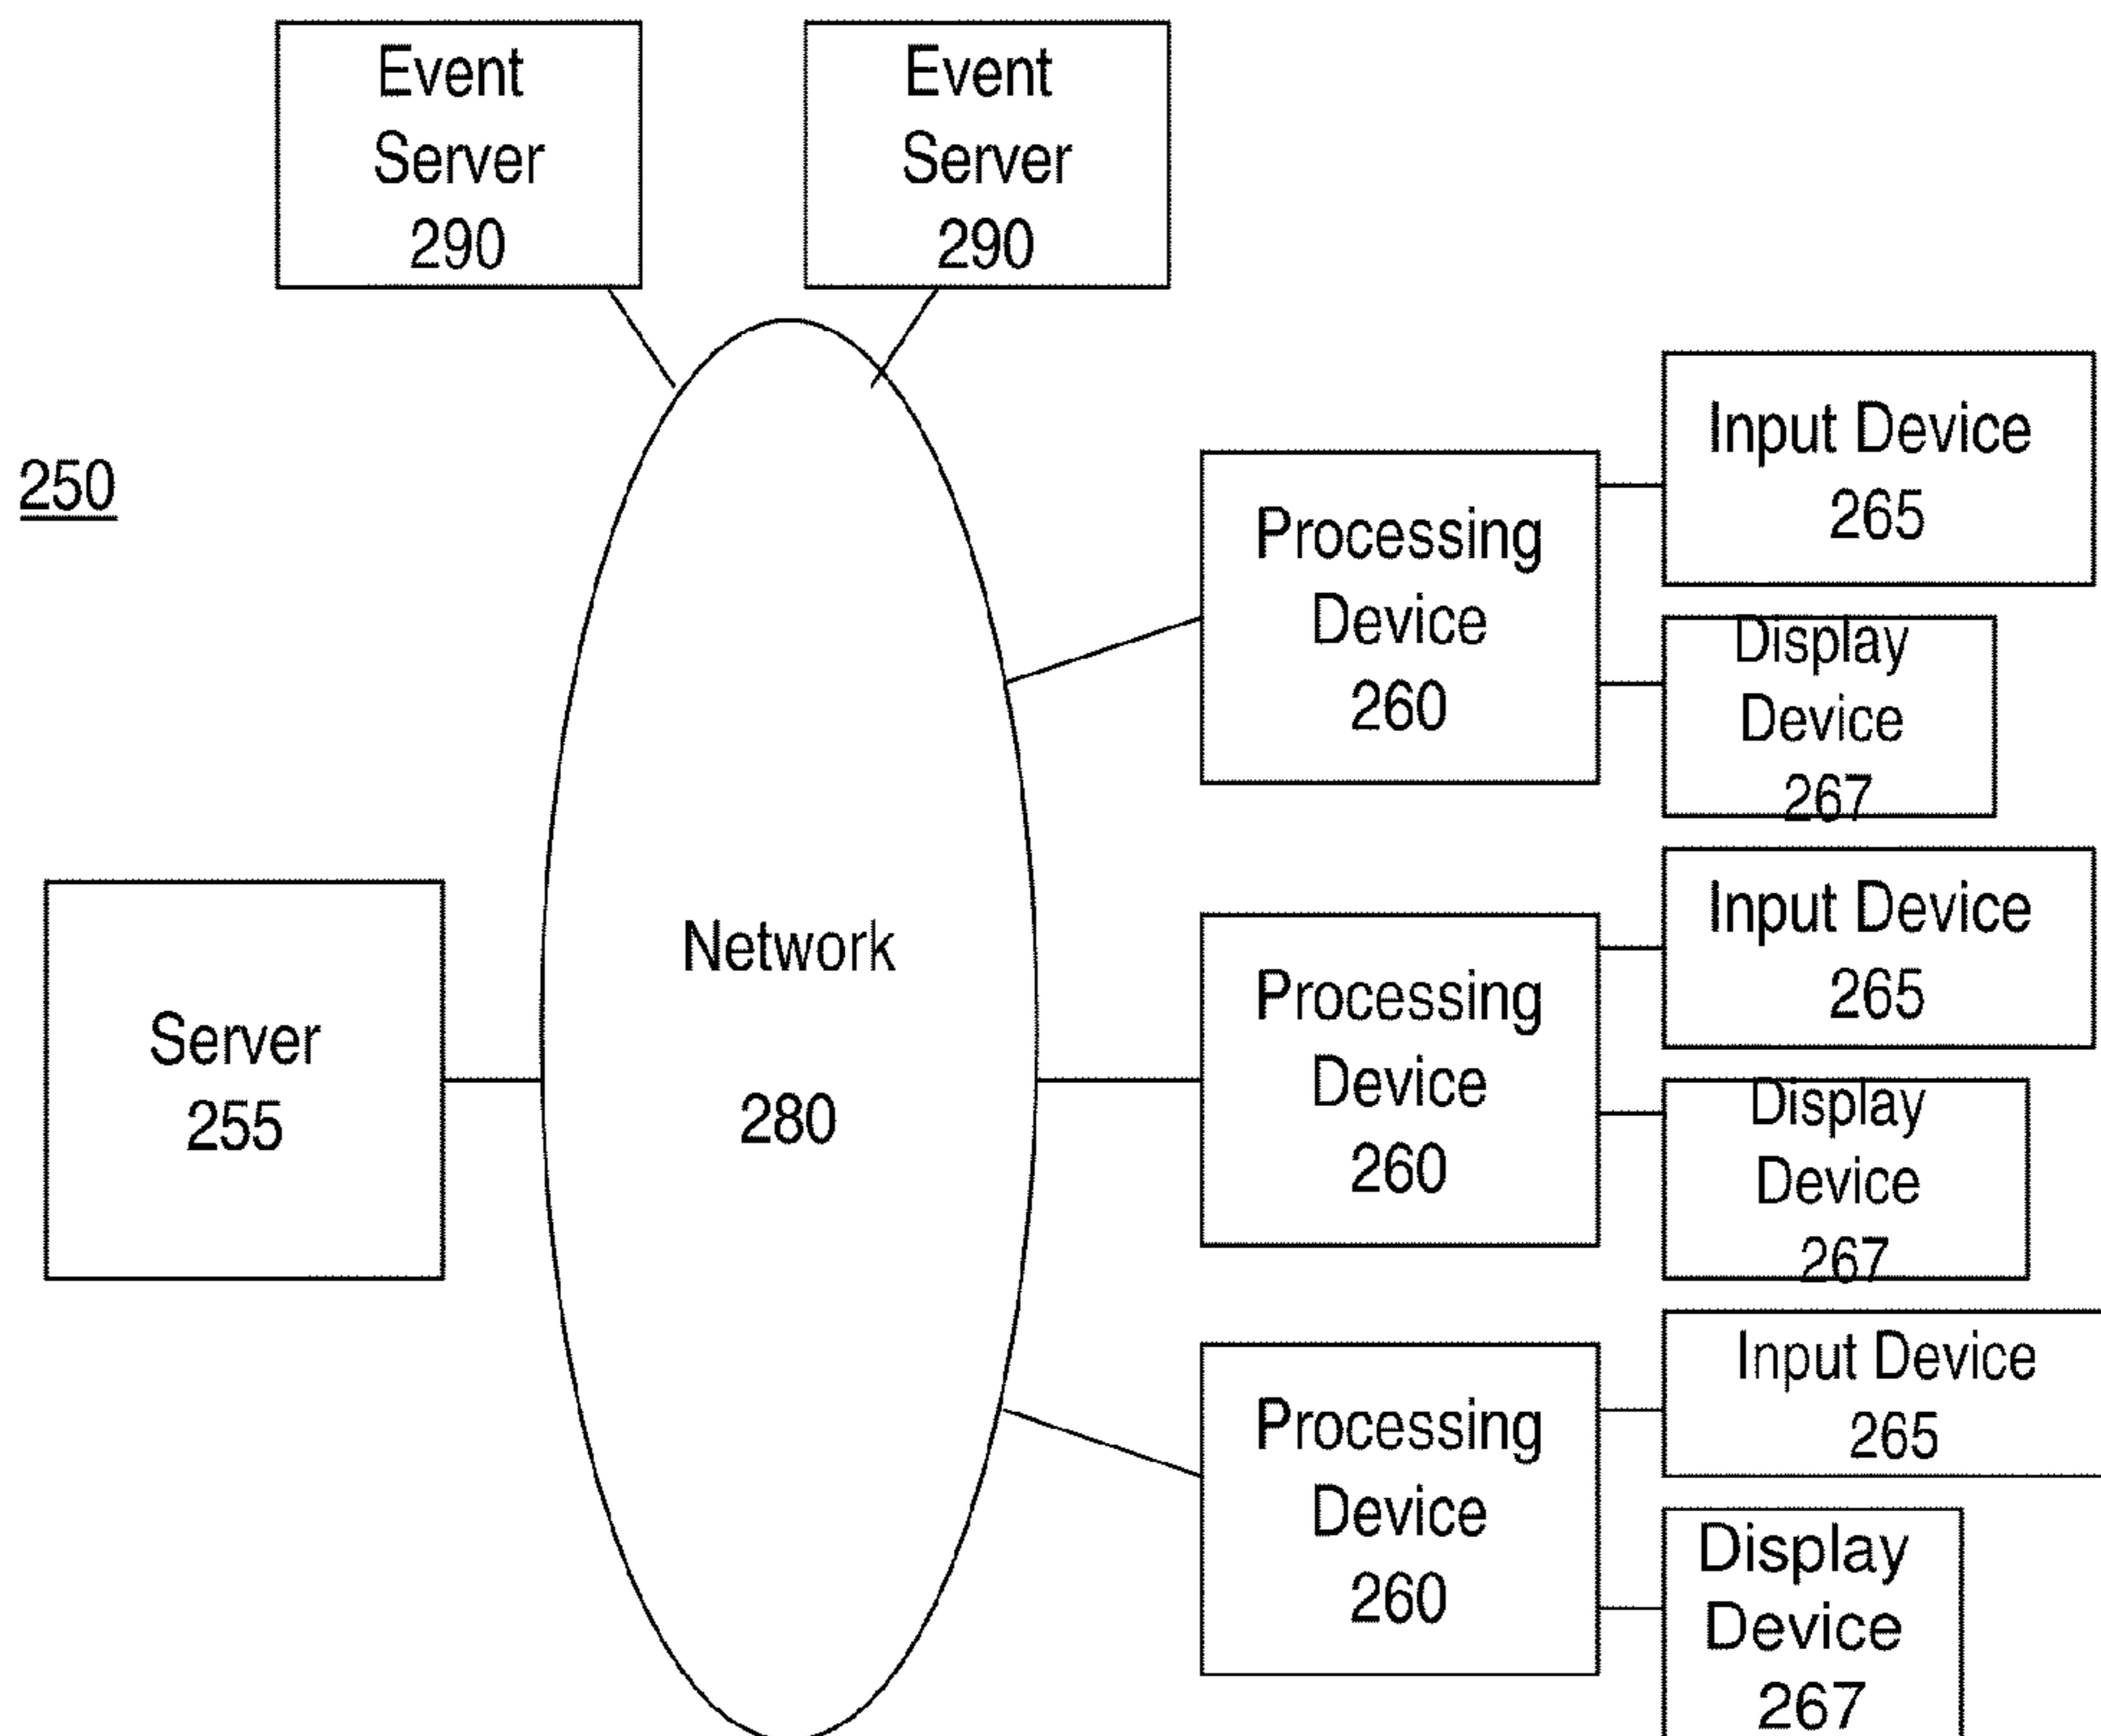 Event
Server
290
Event
Server
290
250
Input Device
265
Processing
Device
260
Display
Device
267
Server
255
Network
280
Input Device
265
Processing
Device
260
Display
Device
267
Input Device
265
Processing
Device
260
Display
Device
267